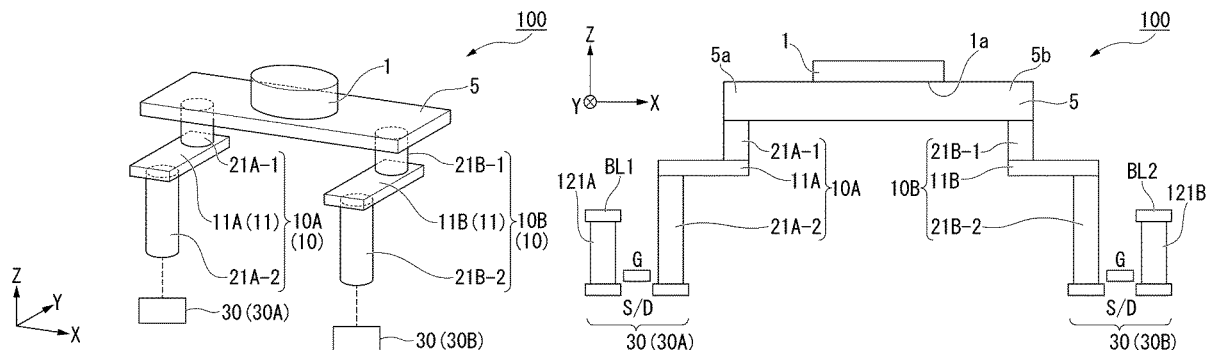 100
1
5
21A-1
21B-1
11A(11)
10A
(10)
11B(11)
10B
(10)
21A-2
21B-2
Z
Y
X
30(30A)
30(30B)
100
Z
Y
X
1
1a
5a
5b
5
21A-1
11A
10A
21A-2
21B-1
11B
10B
21B-2
BL1
121A
BL2
121B
G
S/D
30(30A)
G
S/D
30(30B)